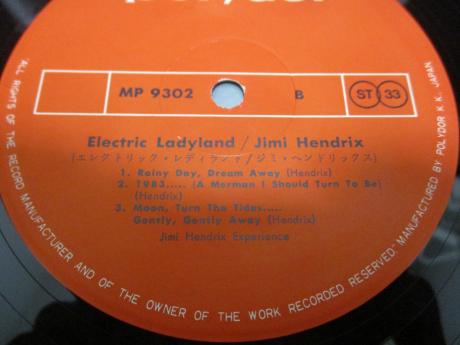 polydor
MP 9302
B
ST 33
Electric Ladyland / Jimi Hendrix
(エレクトリック・レディランド/ジミ・ヘンドリックス)
1. Rainy Day, Dream Away (Hendrix)
2. 1983..... (A Merman I Should Turn To Be)
(Hendrix)
3. Moon, Turn The Tides.....
Gently, Gently Away (Hendrix)
Jimi Hendrix Experience
"ALL RIGHTS OF THE RECORD MANUFACTURER AND OF THE OWNER OF THE WORK RECORDED RESERVED" MANUFACTURED BY POLYDOR K.K., JAPAN